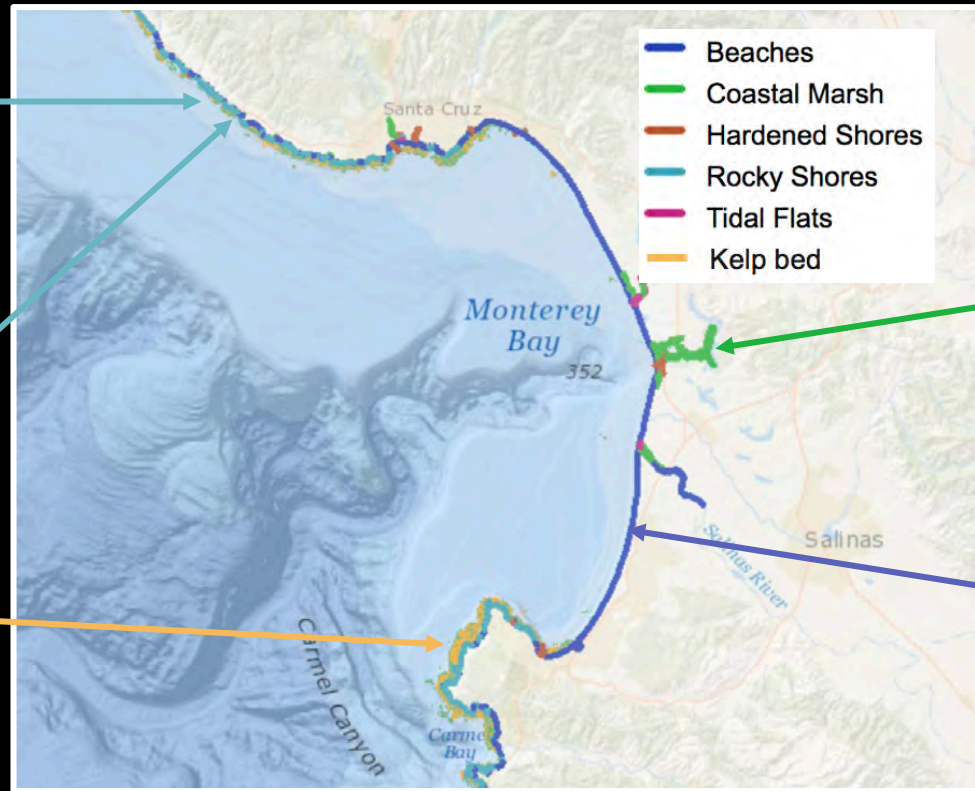 Beaches
Coastal Marsh
Hardened Shores
Rocky Shores
Tidal Flats
Kelp bed
Santa Cruz
Monterey
Bay
352
Salinas
Salinas River
Carmel Canyon
Carmel
Bay